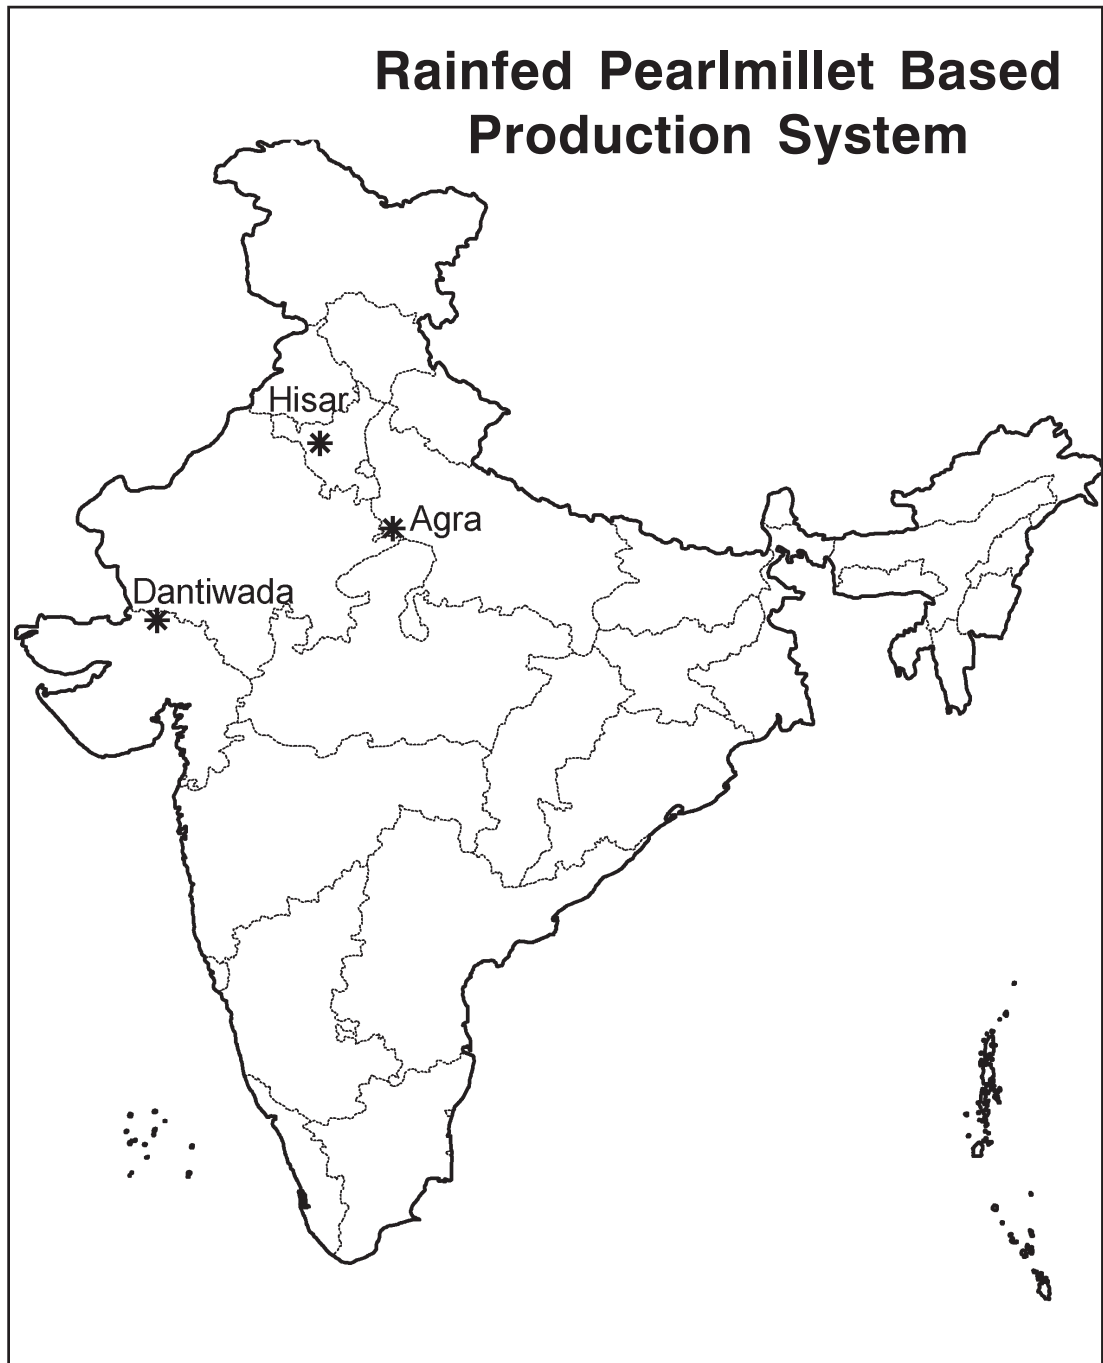 Rainfed Pearlmillet Based
Production System
Hisar
Agra
Dantiwada